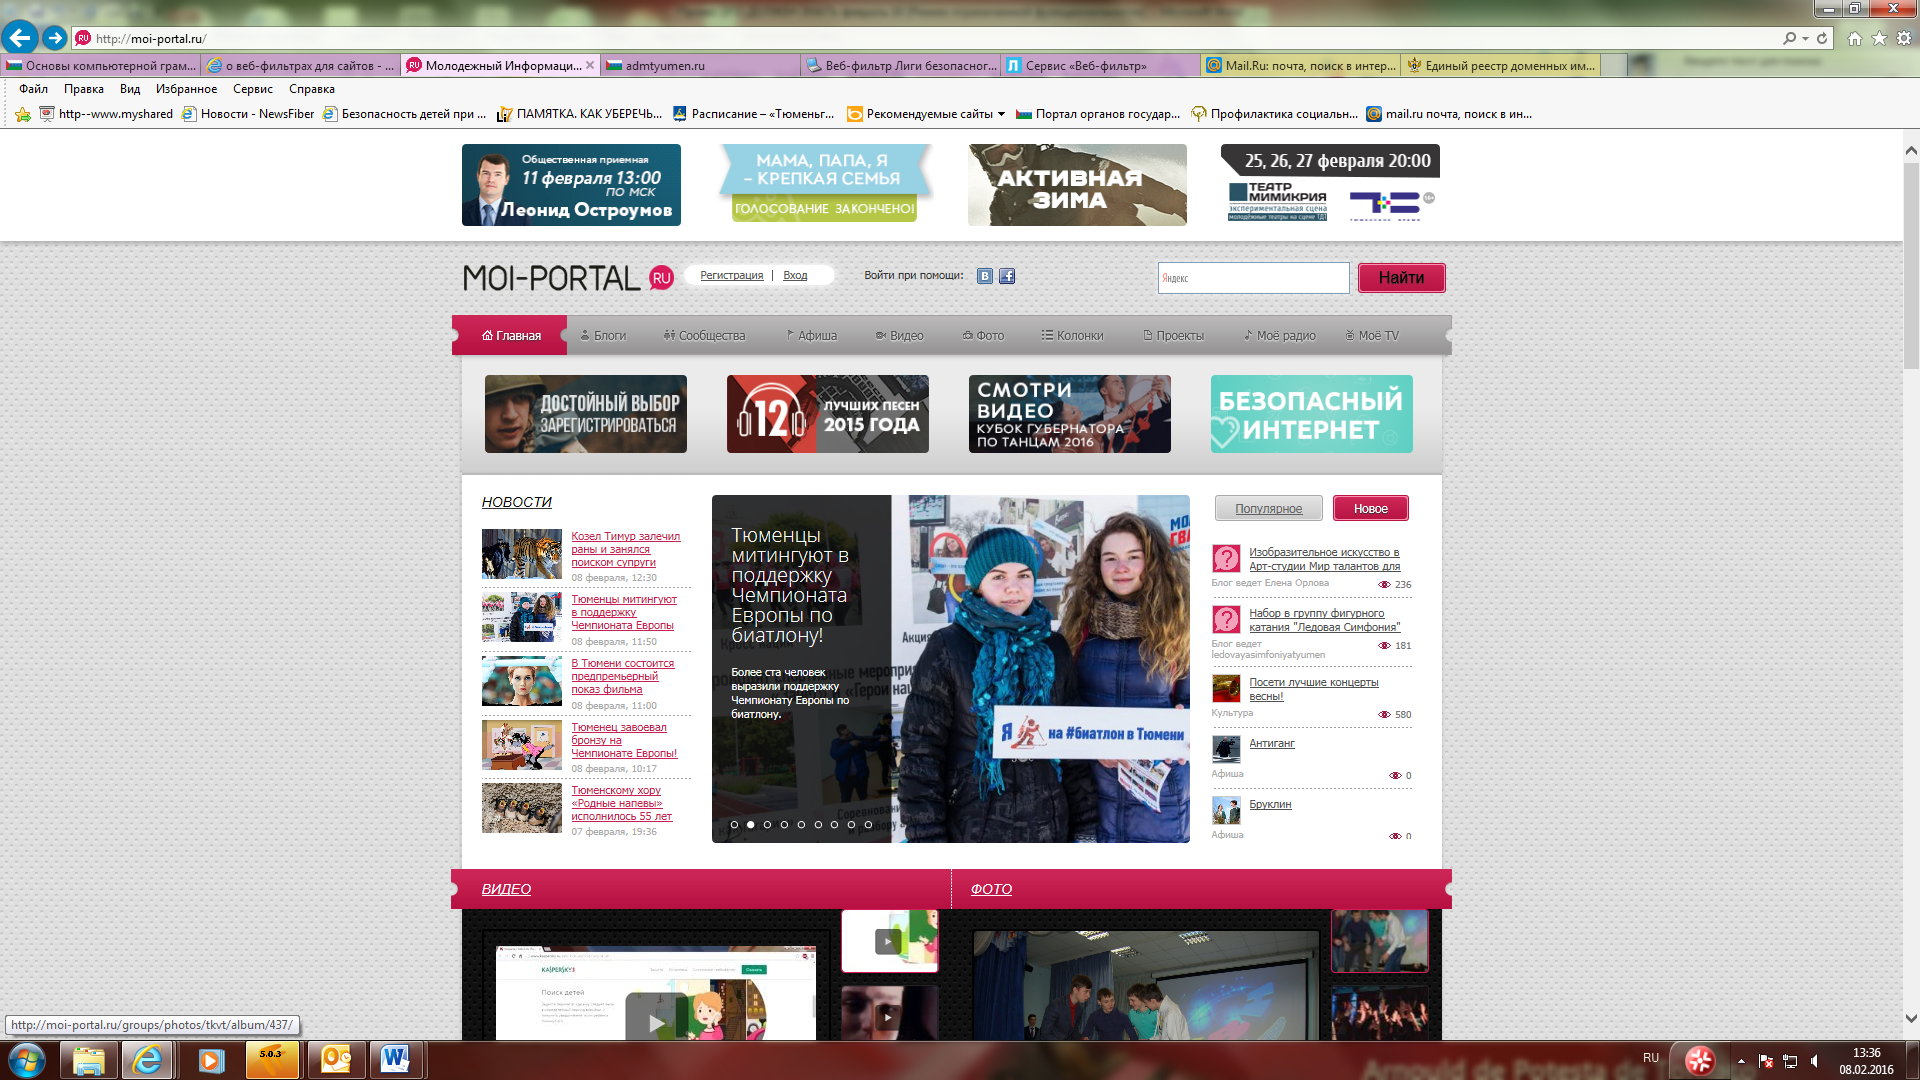 http://moi-portal.ru/
Основы компьютерной грам...
о веб-фильтрах для сайтов - ...
Молодежный Информаци...
admtyumen.ru
Веб-фильтр Лиги безопасног...
Сервис «Веб-фильтр»
Mail.Ru: почта, поиск в интер...
Единый реестр доменных им...
Файл Правка Вид Избранное Сервис Справка
http--www.myshared
Новости - NewsFiber
Безопасность детей при ...
ПАМЯТКА. КАК УБЕРЕЧЬ...
Расписание – «Тюменьг...
Рекомендуемые сайты
Портал органов государ...
Профилактика социальн...
mail.ru почта, поиск в ин...
Общественная приемная
11 февраля 13:00
ПО МСК
Леонид Остроумов
МАМА, ПАПА, Я
– КРЕПКАЯ СЕМЬЯ
ГОЛОСОВАНИЕ ЗАКОНЧЕНО!
АКТИВНАЯ
ЗИМА
25, 26, 27 февраля 20:00
ТЕАТР
МИМИКРИЯ
экспериментальная сцена
молодёжные театры на сцене ТДТ
MOI-PORTAL RU
Регистрация | Вход
Войти при помощи:
Яндекс
Найти
Главная Блоги Сообщества Афиша Видео Фото Колонки Проекты Моё радио Моё TV
ДОСТОЙНЫЙ ВЫБОР
ЗАРЕГИСТРИРОВАТЬСЯ
12 ЛУЧШИХ ПЕСЕН
2015 ГОДА
СМОТРИ
ВИДЕО
КУБОК ГУБЕРНАТОРА
ПО ТАНЦАМ 2016
БЕЗОПАСНЫЙ
ИНТЕРНЕТ
НОВОСТИ
Козел Тимур залечил
раны и занялся
поиском супруги
08 февраля, 12:30
Тюменцы митингуют
в поддержку
Чемпионата Европы
08 февраля, 11:50
В Тюмени состоится
предпремьерный
показ фильма
08 февраля, 11:00
Тюменец завоевал
бронзу на
Чемпионате Европы!
08 февраля, 10:17
Тюменскому хору
«Родные напевы»
исполнилось 55 лет
07 февраля, 19:36
Тюменцы
митингуют в
поддержку
Чемпионата
Европы по
биатлону!
Более ста человек
выразили поддержку
Чемпионату Европы по
биатлону.
Я на #биатлон в Тюмени
Популярное
Новое
Изобразительное искусство в
Арт-студии Мир талантов для
Блог ведет Елена Орлова 236
Набор в группу фигурного
катания "Ледовая Симфония"
Блог ведет
ledovayasimfoniyatyumen 181
Посети лучшие концерты
весны!
Культура 580
Антиганг
Афиша 0
Бруклин
Афиша 0
ВИДЕО
ФОТО
KASPERSKY
Поиск детей
http://moi-portal.ru/groups/photos/tkvt/album/437/
5.0.3
RU
13:36
08.02.2016